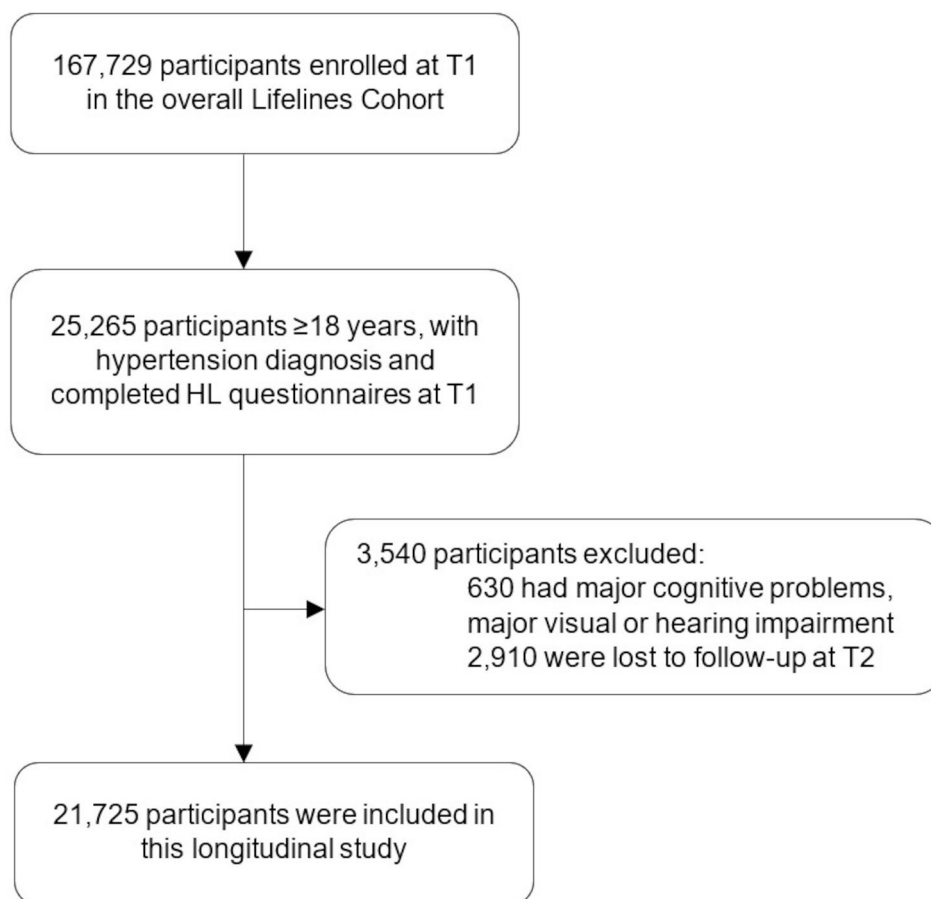 167,729 participants enrolled at T1
in the overall Lifelines Cohort
25,265 participants ≥18 years, with
hypertension diagnosis and
completed HL questionnaires at T1
3,540 participants excluded:
630 had major cognitive problems,
major visual or hearing impairment
2,910 were lost to follow-up at T2
21,725 participants were included in
this longitudinal study